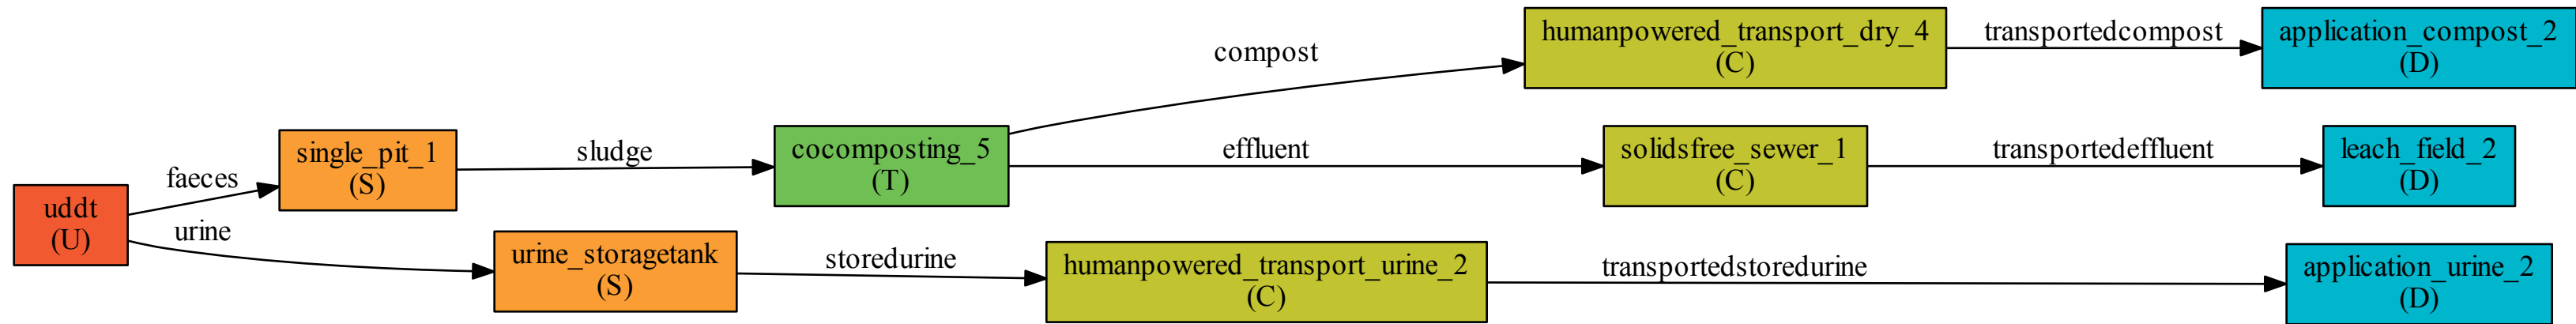 compost
humanpowered_transport_dry_4
(C)
transportedcompost
application_compost_2
(D)
uddt
(U)
faeces
single_pit_1
(S)
sludge
cocomposting_5
(T)
effluent
solidsfree_sewer_1
(C)
transportedeffluent
leach_field_2
(D)
urine
urine_storagetank
(S)
storedurine
humanpowered_transport_urine_2
(C)
transportedstoredurine
application_urine_2
(D)